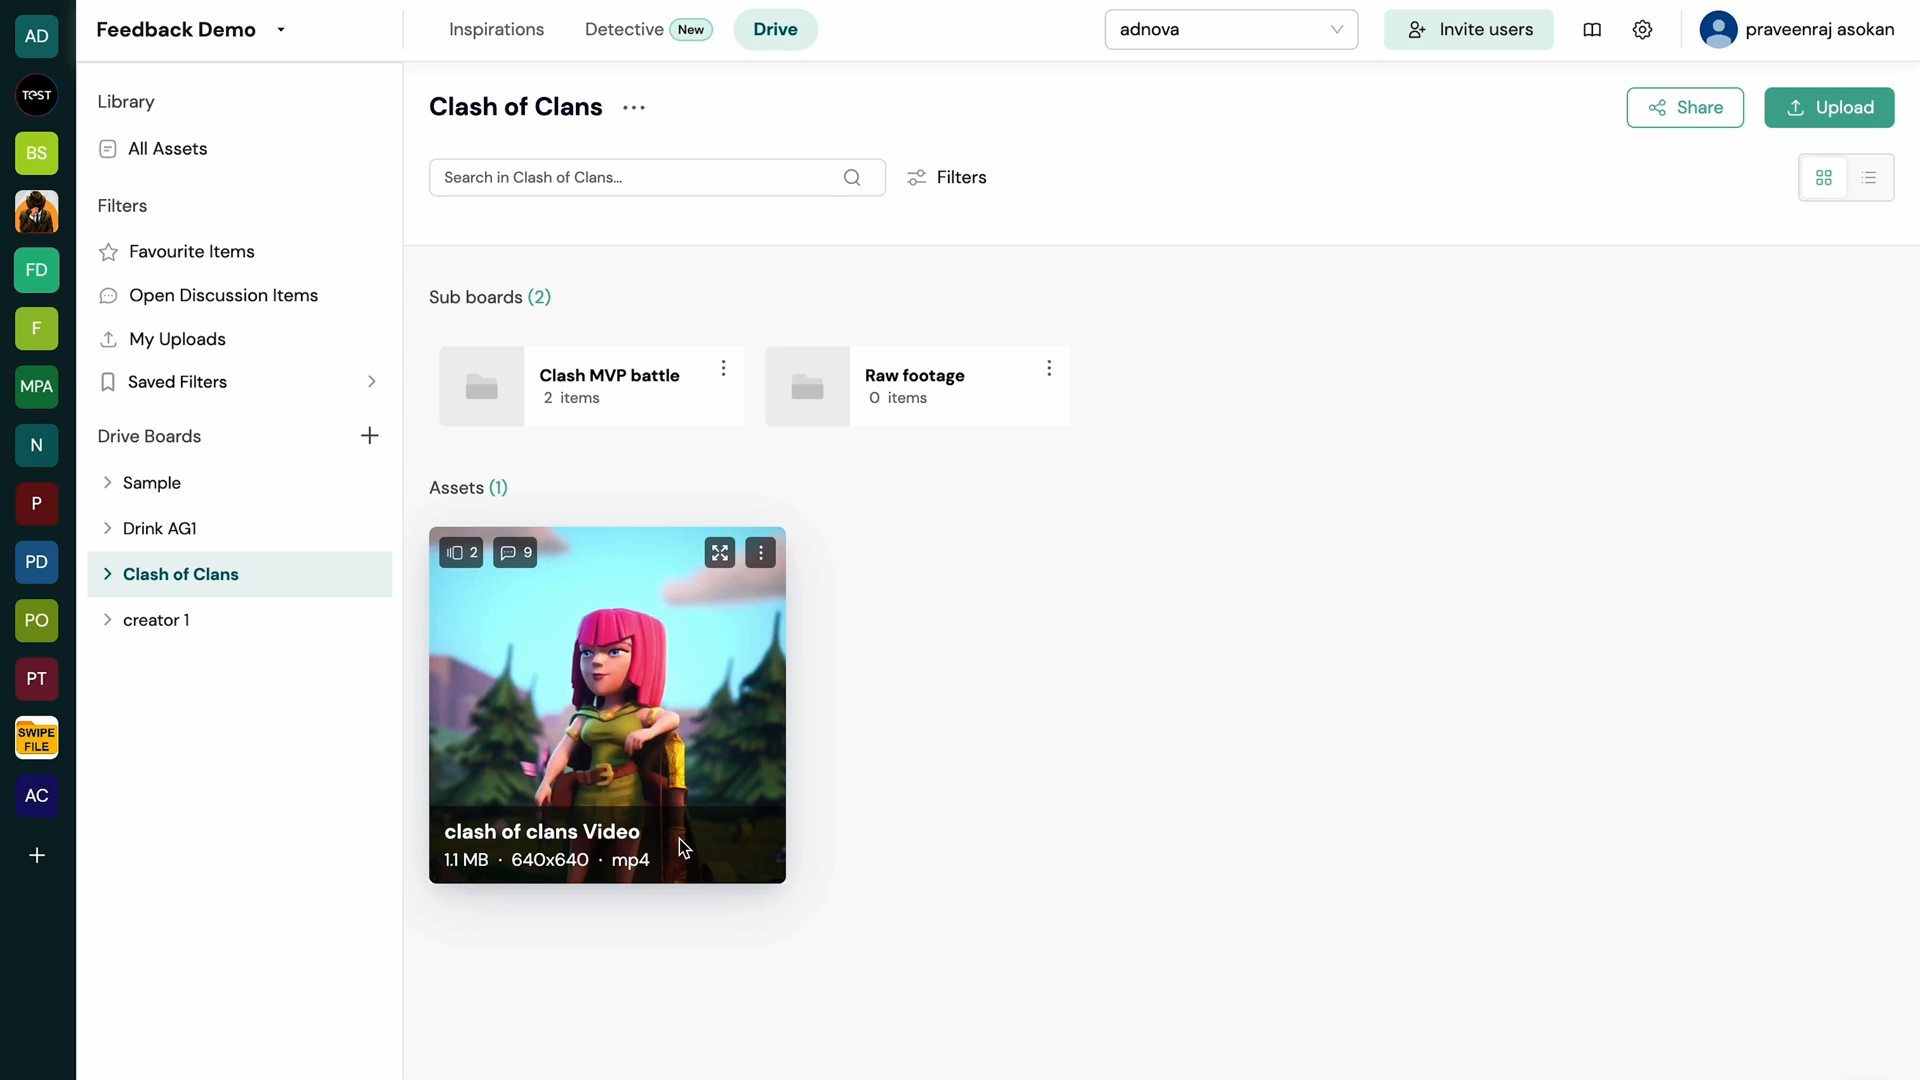 AD
TEST
BS
FD
F
MPA
N
P
PD
PO
PT
SWIPE
FILE
AC
Feedback Demo
Inspirations
Detective New
Drive
adnova
Invite users
praveenraj asokan
Library
All Assets
Filters
Favourite Items
Open Discussion Items
My Uploads
Saved Filters
Drive Boards
Sample
Drink AG1
Clash of Clans
creator 1
Clash of Clans
Share
Upload
Search in Clash of Clans...
Filters
Sub boards (2)
Clash MVP battle
2 items
Raw footage
0 items
Assets (1)
2
9
clash of clans Video
1.1 MB · 640x640 · mp4